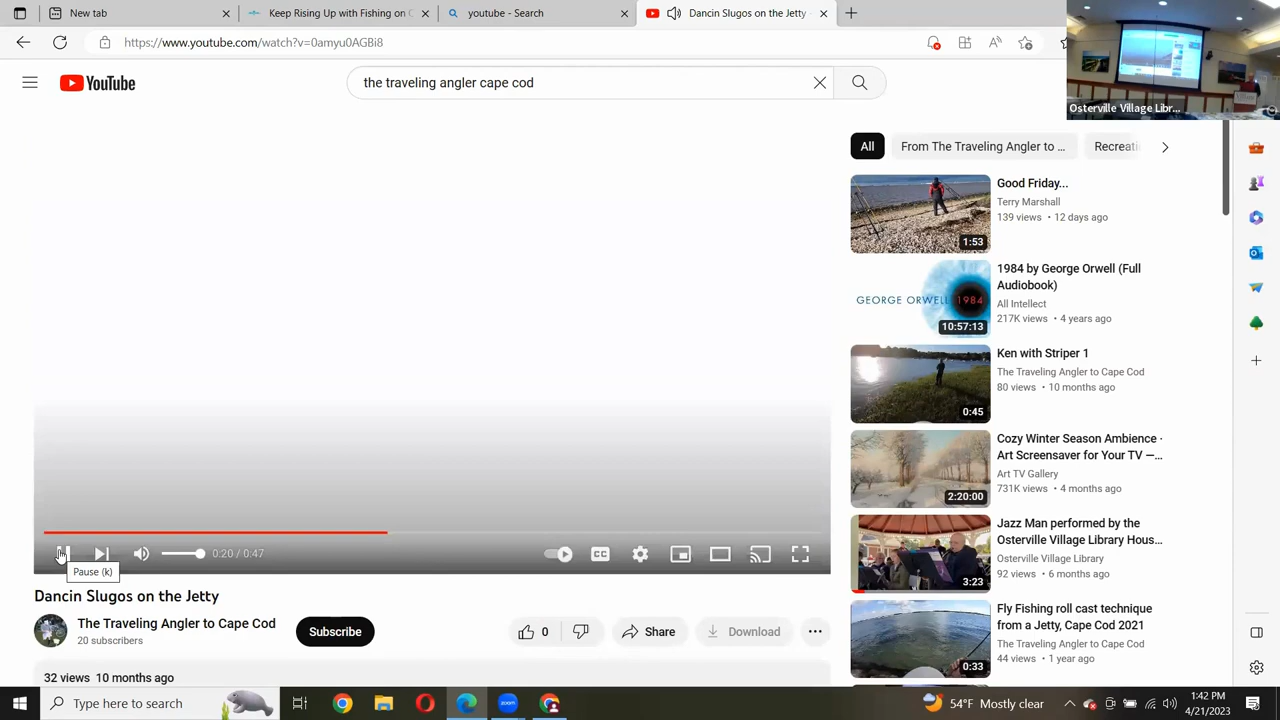 New tab
Keep Rising Up with Fishing on C
youtube - Search
Dancin Slugos on the Jetty -
https://www.youtube.com/watch?v=0amyu0AGBi8
Osterville Village Libr...
YouTube
the traveling angler cape cod
All
From The Traveling Angler to ...
Recreati
Good Friday...
Terry Marshall
139 views • 12 days ago
1:53
GEORGE ORWELL 1984
10:57:13
1984 by George Orwell (Full
Audiobook)
All Intellect
217K views • 4 years ago
Ken with Striper 1
The Traveling Angler to Cape Cod
80 views • 10 months ago
0:45
Cozy Winter Season Ambience ·
Art Screensaver for Your TV —...
Art TV Gallery
731K views • 4 months ago
2:20:00
Jazz Man performed by the
Osterville Village Library Hous...
Osterville Village Library
92 views • 6 months ago
3:23
Fly Fishing roll cast technique
from a Jetty, Cape Cod 2021
The Traveling Angler to Cape Cod
44 views • 1 year ago
0:33
0:20 / 0:47
CC
Pause (k)
Dancin Slugos on the Jetty
The Traveling Angler to Cape Cod
20 subscribers
Subscribe
0
Share
Download
32 views 10 months ago
Type here to search
zoom
54°F Mostly clear
1:42 PM
4/21/2023